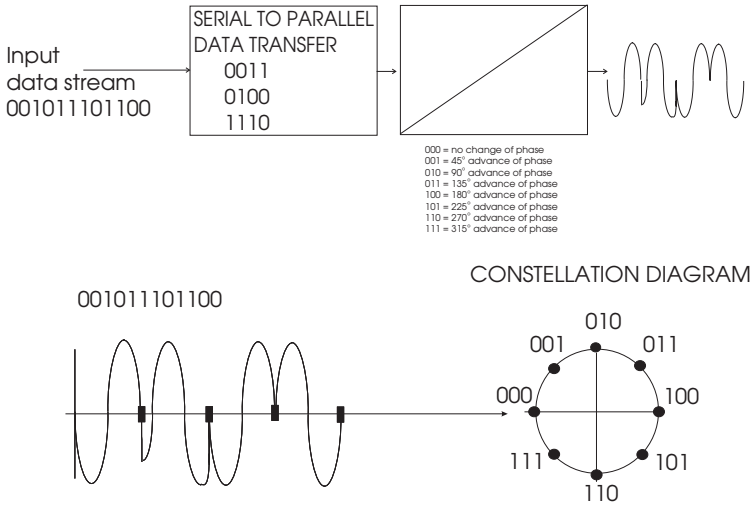 SERIAL TO PARALLEL
DATA TRANSFER
0011
0100
1110
Input
data stream
001011101100
000 = no change of phase
001 = 45° advance of phase
010 = 90° advance of phase
011 = 135° advance of phase
100 = 180° advance of phase
101 = 225° advance of phase
110 = 270° advance of phase
111 = 315° advance of phase
CONSTELLATION DIAGRAM
001011101100
010
001
011
000
100
111
101
110